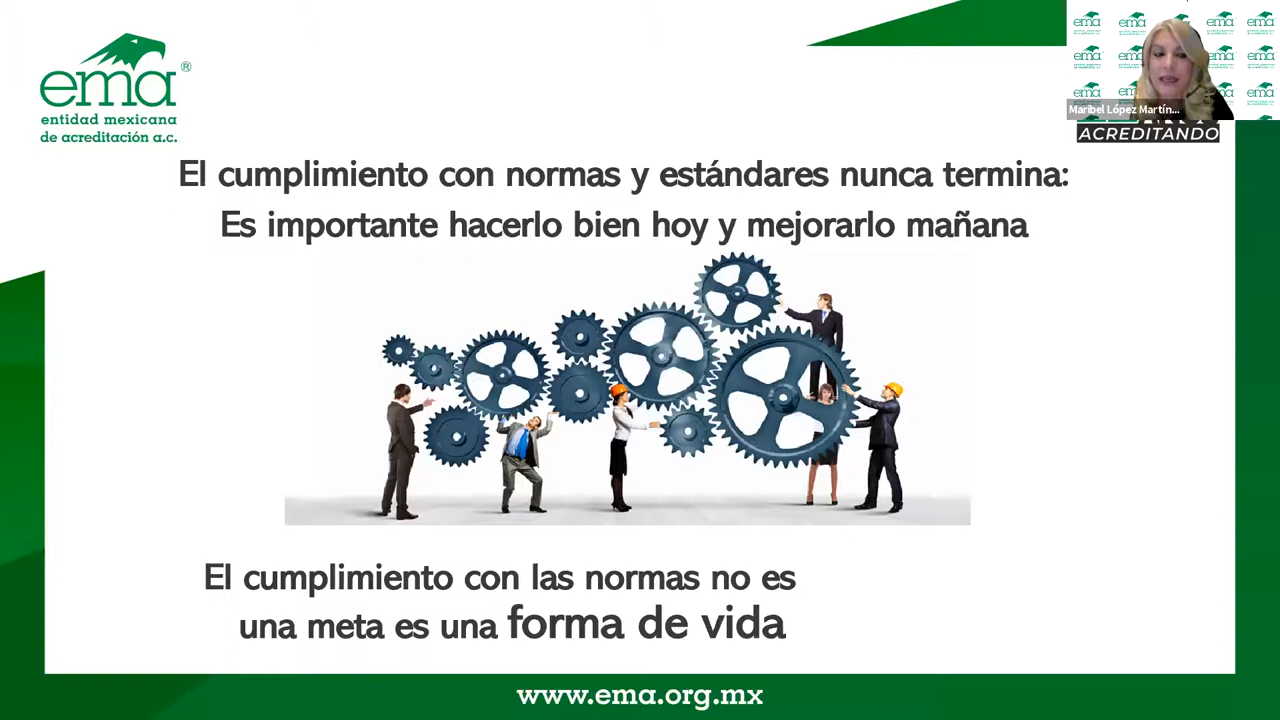 ema®
entidad mexicana
de acreditación a.c.
Maribel López Martín...
ACREDITANDO
El cumplimiento con normas y estándares nunca termina:
Es importante hacerlo bien hoy y mejorarlo mañana
El cumplimiento con las normas no es
una meta es una forma de vida
www.ema.org.mx